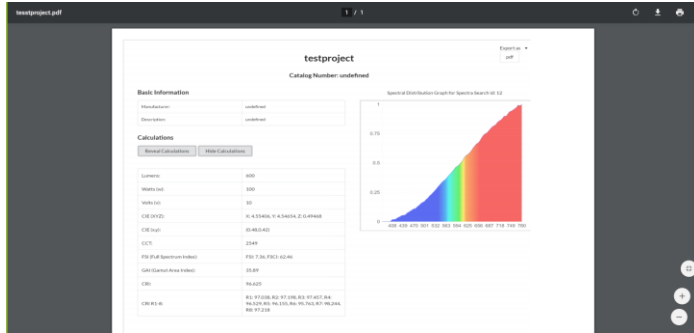 tesstproject.pdf
1 / 1
Export as
pdf
testproject
Catalog Number: undefined
Basic Information
Manufacturer: undefined
Description: undefined
Calculations
Reveal Calculations Hide Calculations
Lumens: 600
Watts (w): 100
Volts (v): 10
CIE (XYZ): X: 4.55406, Y: 4.54654, Z: 0.49468
CIE (xy): (0.48,0.42)
CCT: 2549
FSI (Full Spectrum Index): FSI: 7.06, FSCI: 62.46
GAI (Gamut Area Index): 35.89
CRI: 96.625
CRI R1-8: R1: 97.038, R2: 97.198, R3: 97.457, R4:
96.529, R5: 96.155, R6: 95.763, R7: 98.246,
R8: 97.218
Spectral Distribution Graph for Spectra Search Id: 12
1
0.75
0.5
0.25
0